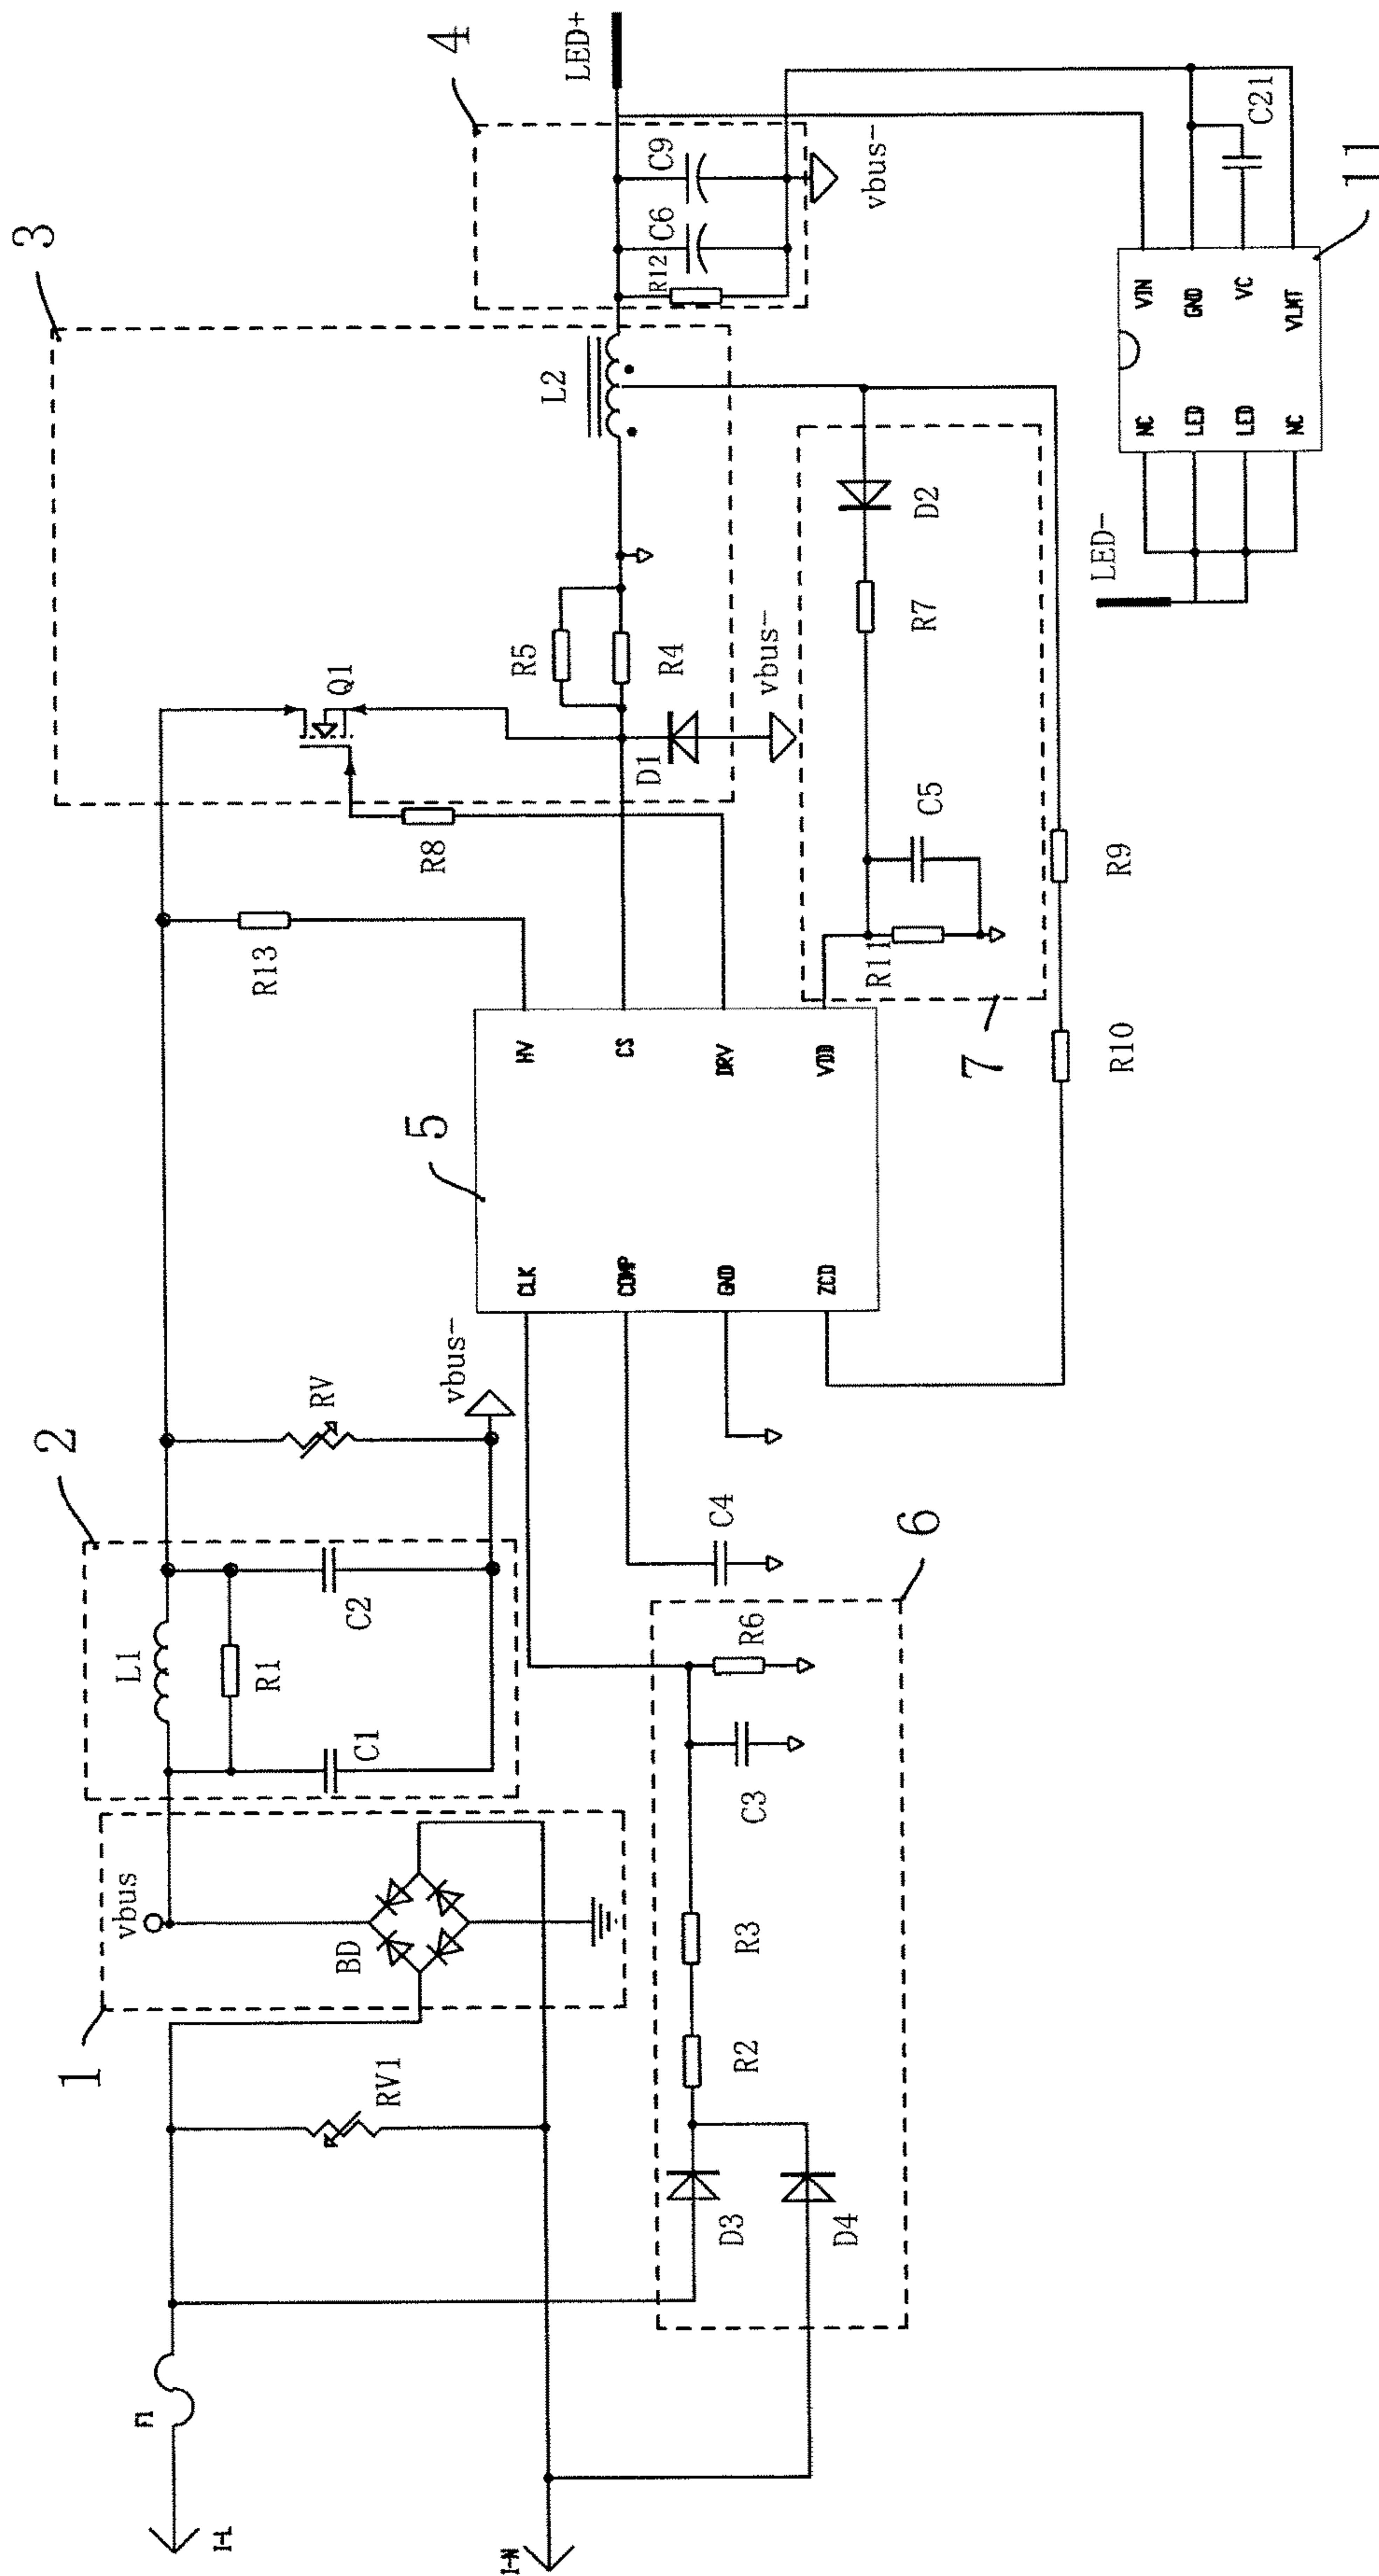 I-L
F1
I-N
1
vbus
BD
RV1
2
L1
R1
C1
C2
RV
vbus-
D3
D4
R2
R3
C3
R6
6
C4
5
CLK
COMP
GND
ZCD
HV
CS
DRV
VDD
R13
R8
3
Q1
R5
R4
D1
vbus-
L2
7
R11
C5
R7
D2
R10
R9
4
R12
C6
C9
vbus-
LED+
LED-
NC
LED
LED
NC
VIN
GND
VC
VLMT
C21
11